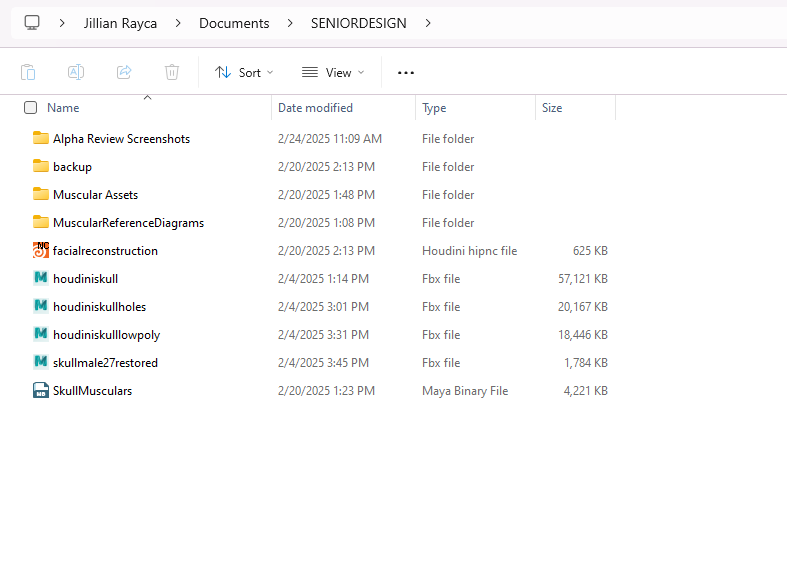 Jillian Rayca > Documents > SENIORDESIGN >
Sort View ...
Name Date modified Type Size
Alpha Review Screenshots 2/24/2025 11:09 AM File folder
backup 2/20/2025 2:13 PM File folder
Muscular Assets 2/20/2025 1:48 PM File folder
MuscularReferenceDiagrams 2/20/2025 1:08 PM File folder
NC facialreconstruction 2/20/2025 2:13 PM Houdini hipnc file 625 KB
M houdiniskull 2/4/2025 1:14 PM Fbx file 57,121 KB
M houdiniskullholes 2/4/2025 3:01 PM Fbx file 20,167 KB
M houdiniskulllowpoly 2/4/2025 3:31 PM Fbx file 18,446 KB
M skullmale27restored 2/4/2025 3:45 PM Fbx file 1,784 KB
MB SkullMusculars 2/20/2025 1:23 PM Maya Binary File 4,221 KB